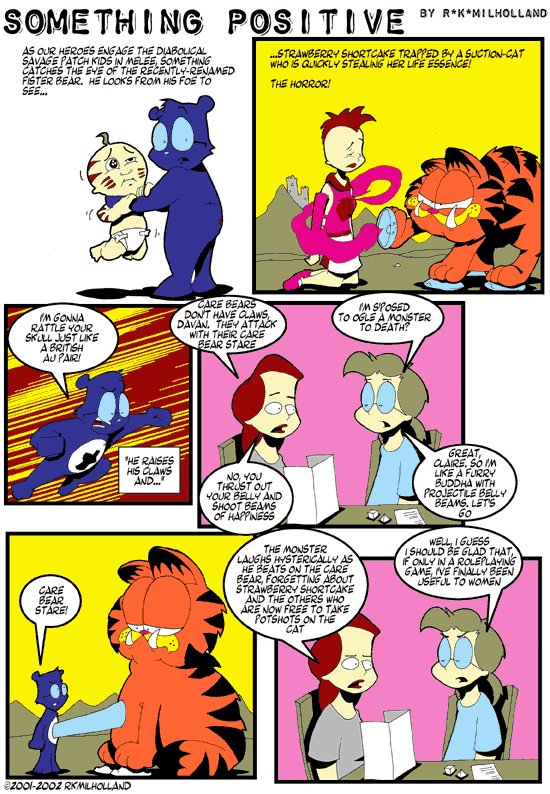 SOMETHING POSITIVE BY R*K*MILHOLLAND
AS OUR HEROES ENGAGE THE DIABOLICAL
SAVAGE PATCH KIDS IN MELEE, SOMETHING
CATCHES THE EYE OF THE RECENTLY-RENAMED
FISTER BEAR. HE LOOKS FROM HIS FOE TO
SEE...
...STRAWBERRY SHORTCAKE TRAPPED BY A SUCTION-CAT
WHO IS QUICKLY STEALING HER LIFE ESSENCE!
THE HORROR!
I'M GONNA
RATTLE YOUR
SKULL JUST LIKE
A BRITISH
AU PAIR!
"HE RAISES
HIS CLAWS
AND..."
CARE BEARS
DON'T HAVE CLAWS,
DAVAN. THEY ATTACK
WITH THEIR CARE
BEAR STARE
I'M S'POSED
TO OGLE A MONSTER
TO DEATH?
NO, YOU
THRUST OUT
YOUR BELLY AND
SHOOT BEAMS
OF HAPPINESS
GREAT,
CLAIRE, SO I'M
LIKE A FURRY
BUDDHA WITH
PROJECTILE BELLY
BEAMS, LET'S
GO
CARE
BEAR
STARE!
THE MONSTER
LAUGHS HYSTERICALLY AS
HE BEATS ON THE CARE
BEAR, FORGETTING ABOUT
STRAWBERRY SHORTCAKE
AND THE OTHERS WHO
ARE NOW FREE TO TAKE
POTSHOTS ON THE
CAT
WELL, I GUESS
I SHOULD BE GLAD THAT,
IF ONLY IN A ROLEPLAYING
GAME, I'VE FINALLY BEEN
USEFUL TO WOMEN
©2001-2002 RKMILHOLLAND